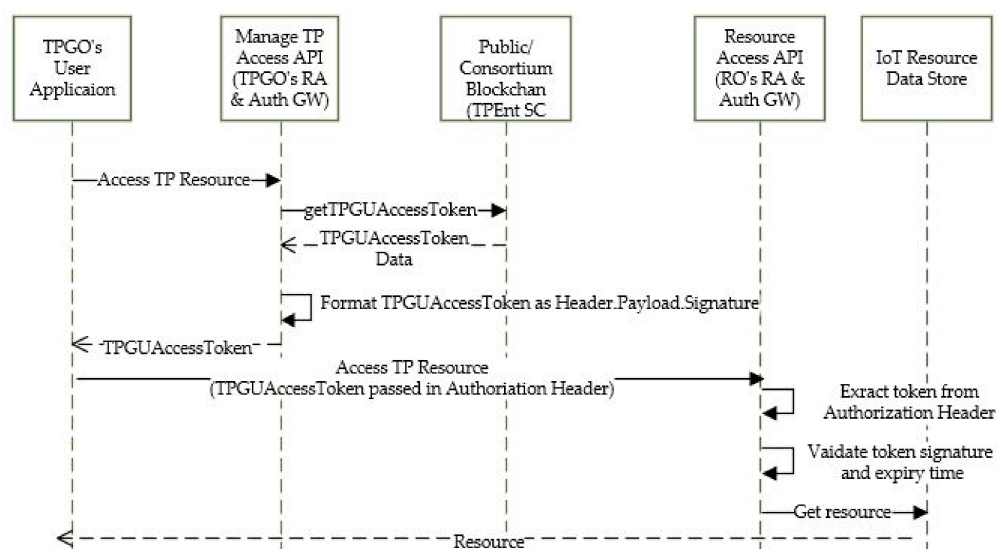 TPGO's
User
Applicaion
Manage TP
Access API
(TPGO's RA
& Auth GW)
Public/
Consortium
Blockchan
(TPEnt SC
Resource
Access API
(RO's RA &
Auth GW)
IoT Resource
Data Store
Access TP Resource
getTPGUAccessToken
TPGUAccessToken
Data
Format TPGUAccessToken as Header.Payload.Signature
TPGUAccessToken
Access TP Resource
(TPGUAccessToken passed in Authoriation Header)
Exract token from
Authorization Header
Vaidate token signature
and expiry time
Get resource
Resource